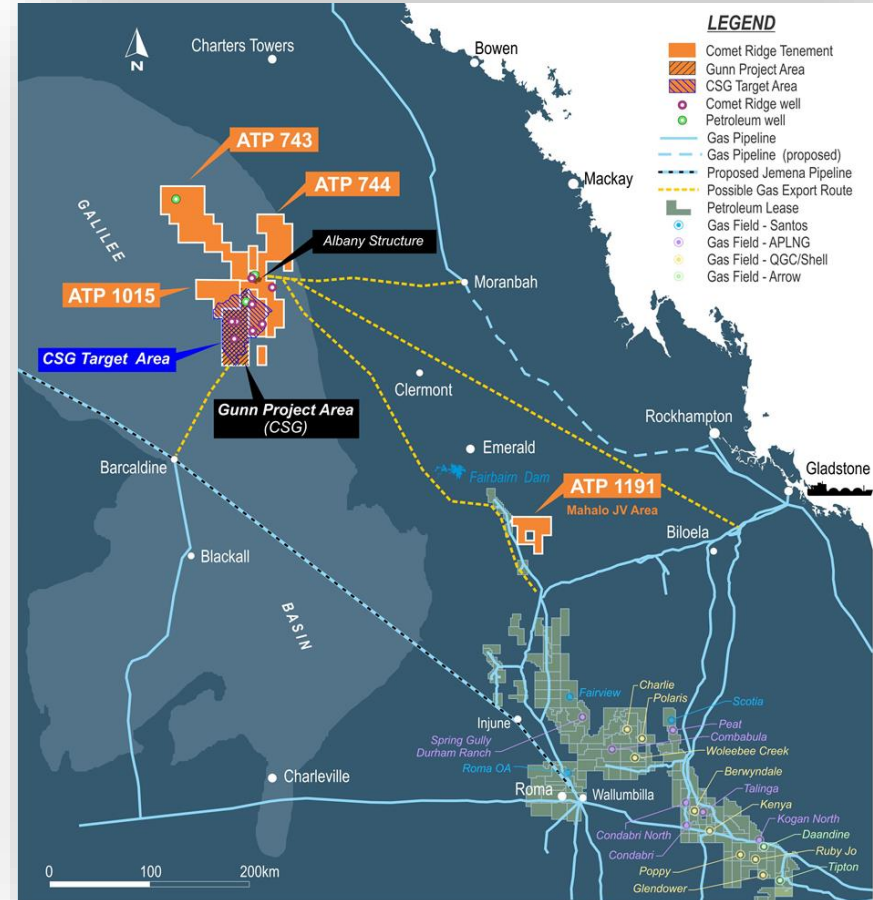 LEGEND
Comet Ridge Tenement
Gunn Project Area
CSG Target Area
Comet Ridge well
Petroleum well
Gas Pipeline
Gas Pipeline (proposed)
Proposed Jemena Pipeline
Possible Gas Export Route
Petroleum Lease
Gas Field - Santos
Gas Field - APLNG
Gas Field - QGC/Shell
Gas Field - Arrow
N
Charters Towers
Bowen
ATP 743
ATP 744
Mackay
GALILEE
Albany Structure
Moranbah
ATP 1015
CSG Target Area
Clermont
Gunn Project Area
(CSG)
Rockhampton
Emerald
Barcaldine
Fairbairn Dam
Gladstone
ATP 1191
Mahalo JV Area
Biloela
Blackall
BASIN
Charlie
Polaris
Fairview
Scotia
Injune
Peat
Spring Gully
Durham Ranch
Combabula
Woleebee Creek
Roma OA
Charleville
Berwyndale
Talinga
Roma
Wallumbilla
Kenya
Kogan North
Condabri North
Daandine
Condabri
Ruby Jo
Poppy
Tipton
Glendower
0
100
200km